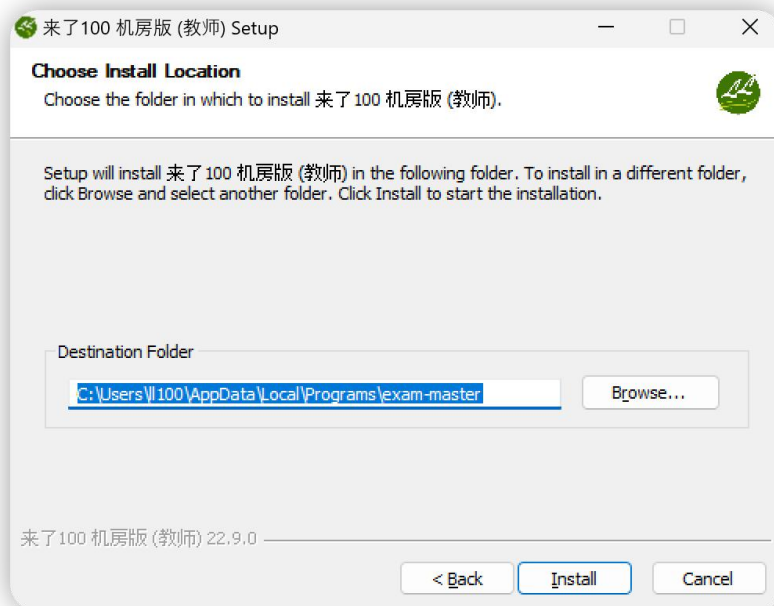 来了100 机房版 (教师) Setup
Choose Install Location
Choose the folder in which to install 来了100 机房版 (教师).
Setup will install 来了100 机房版 (教师) in the following folder. To install in a different folder,
click Browse and select another folder. Click Install to start the installation.
Destination Folder
C:\Users\ll100\AppData\Local\Programs\exam-master
Browse...
来了100 机房版 (教师) 22.9.0
< Back
Install
Cancel